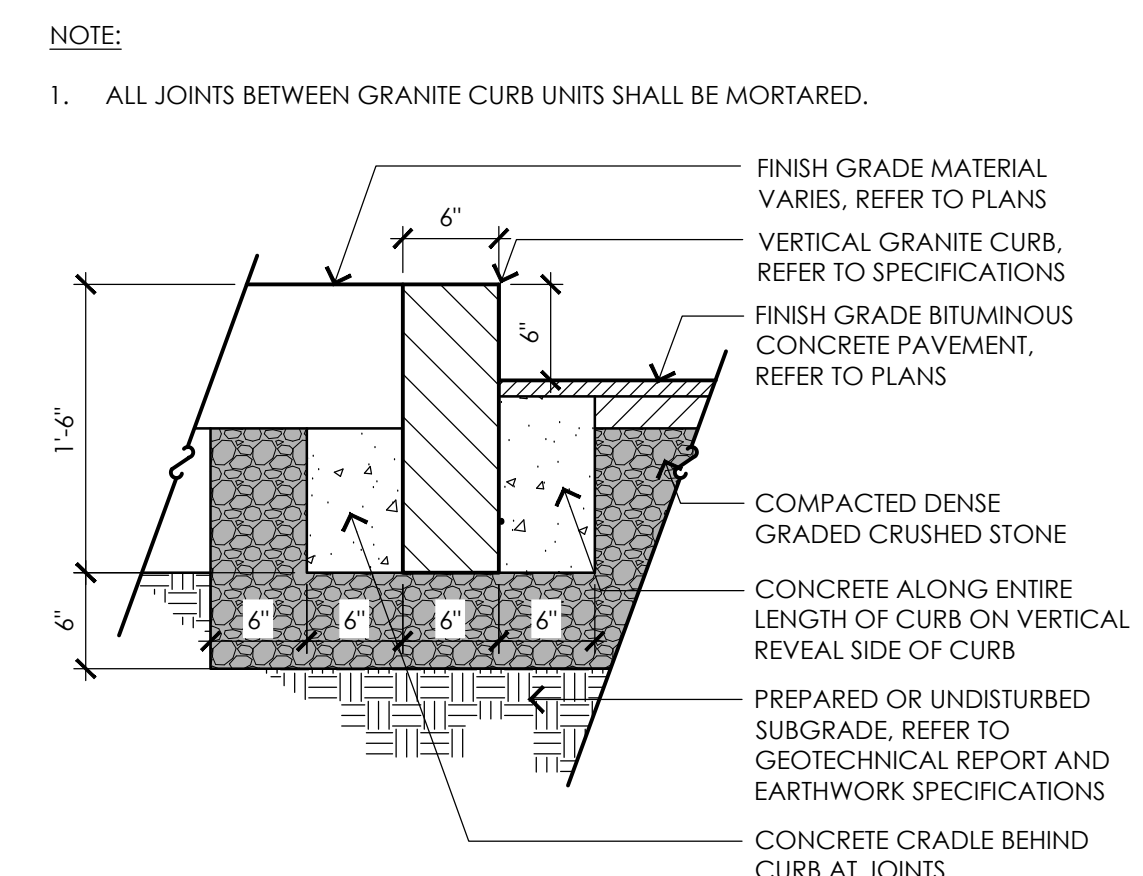 NOTE:
1. ALL JOINTS BETWEEN GRANITE CURB UNITS SHALL BE MORTARED.
FINISH GRADE MATERIAL
VARIES, REFER TO PLANS
6"
VERTICAL GRANITE CURB,
REFER TO SPECIFICATIONS
6"
FINISH GRADE BITUMINOUS
CONCRETE PAVEMENT,
REFER TO PLANS
1'-6"
COMPACTED DENSE
GRADED CRUSHED STONE
6"
6" 6" 6" 6"
CONCRETE ALONG ENTIRE
LENGTH OF CURB ON VERTICAL
REVEAL SIDE OF CURB
PREPARED OR UNDISTURBED
SUBGRADE, REFER TO
GEOTECHNICAL REPORT AND
EARTHWORK SPECIFICATIONS
CONCRETE CRADLE BEHIND
CURB AT JOINTS